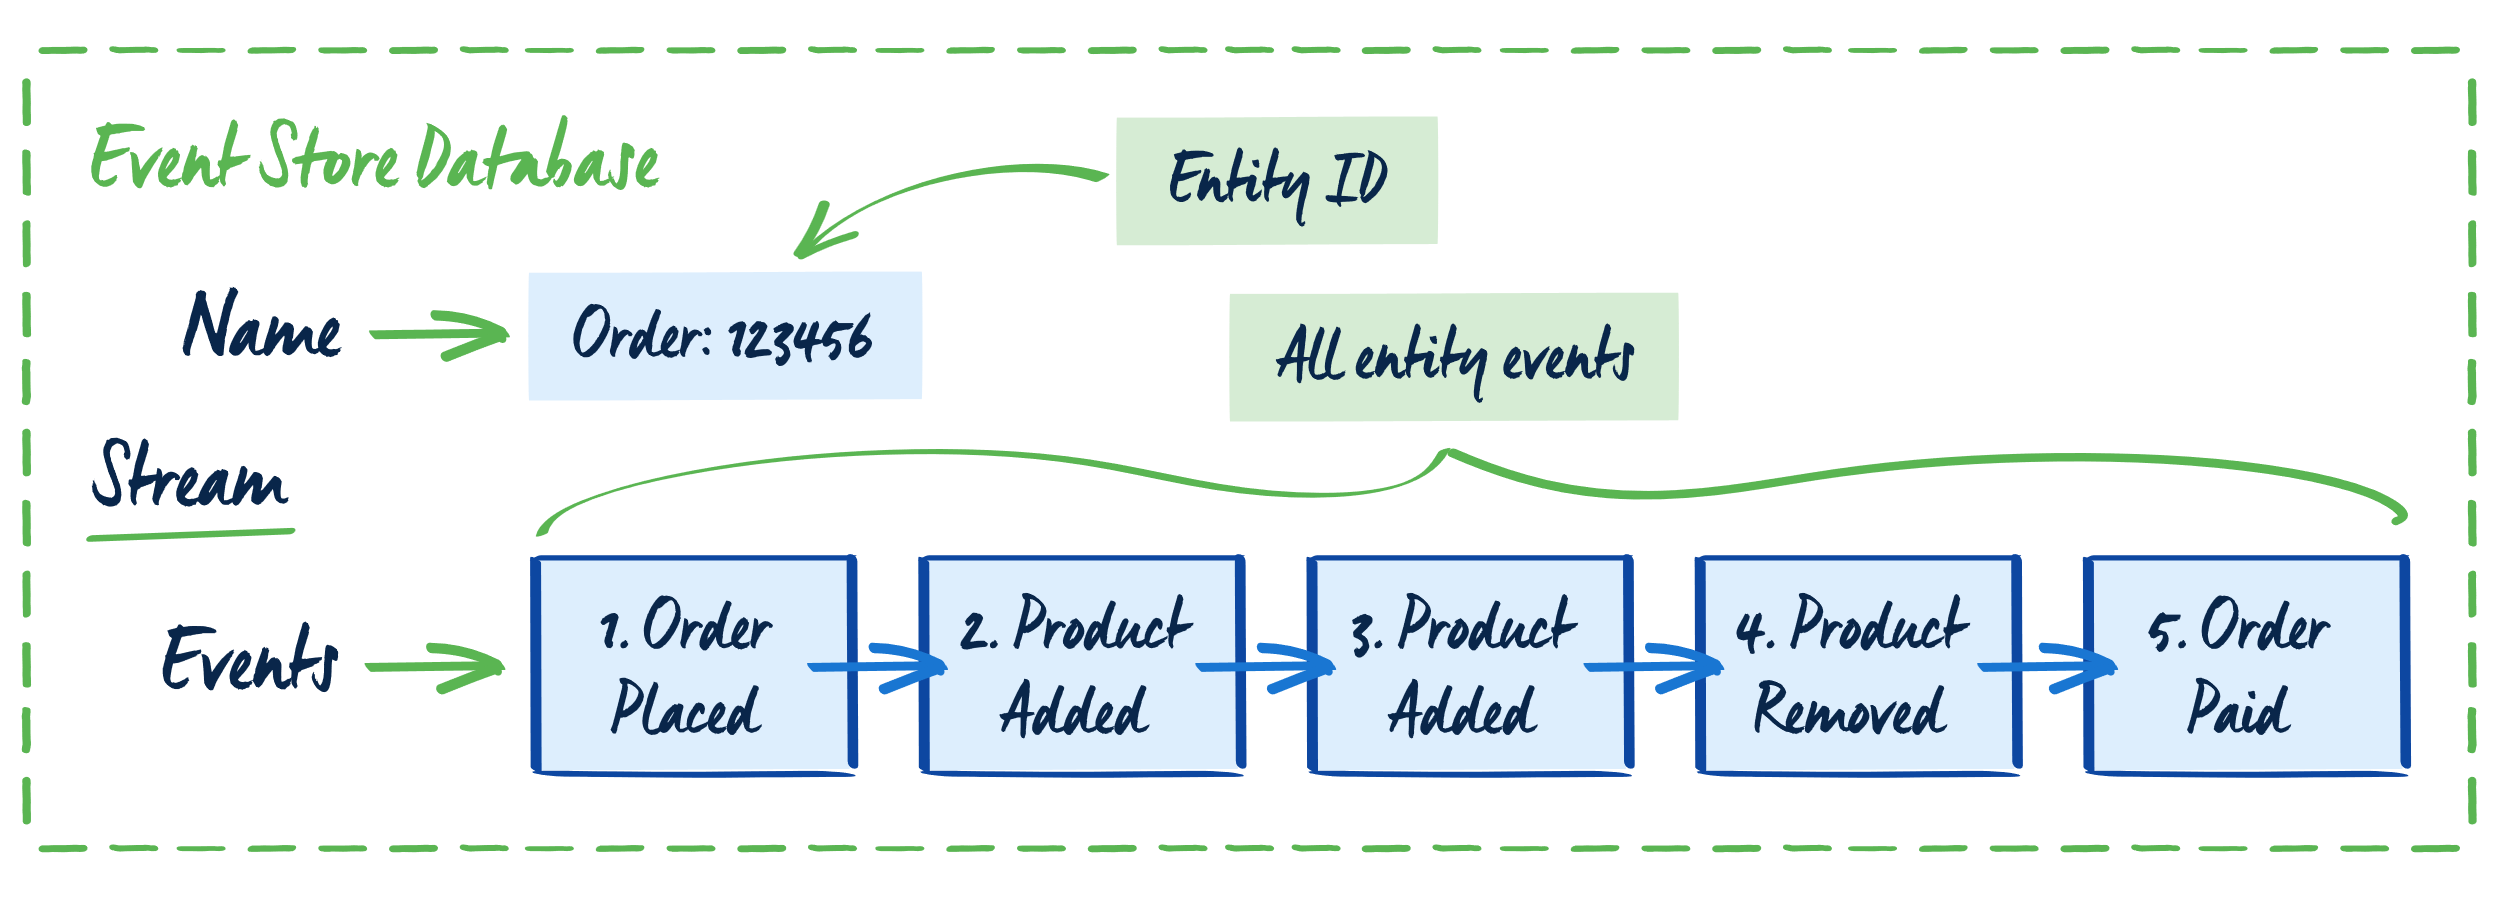 Event Store Database
Entity ID
Name
Order: 123456
All entity events
Stream
Events
1. Order
Placed
2. Product
Added
3. Product
Added
4. Product
Removed
5. Order
Paid